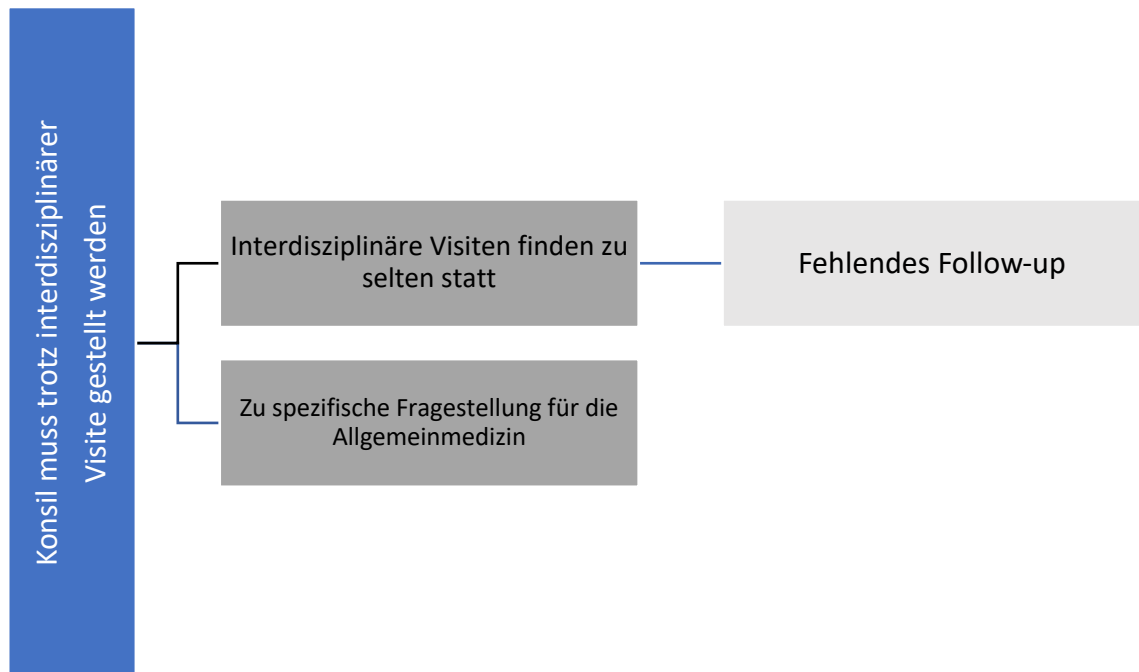 Konsil muss trotz interdisziplinärer
Visite gestellt werden
Interdisziplinäre Visiten finden zu
selten statt
Fehlendes Follow-up
Zu spezifische Fragestellung für die
Allgemeinmedizin